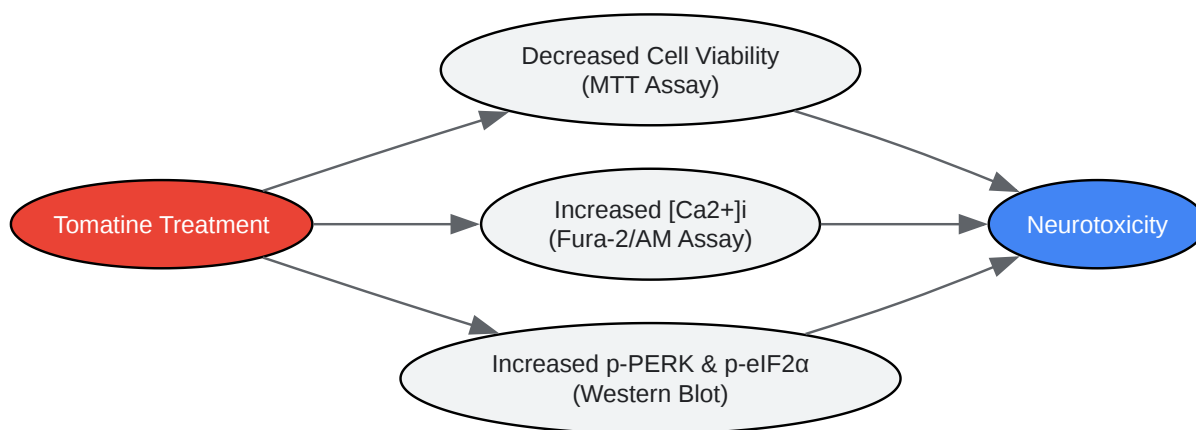 Decreased Cell Viability
(MTT Assay)
Tomatine Treatment
Increased [Ca2+]i
(Fura-2/AM Assay)
Neurotoxicity
Increased p-PERK & p-eIF2α
(Western Blot)